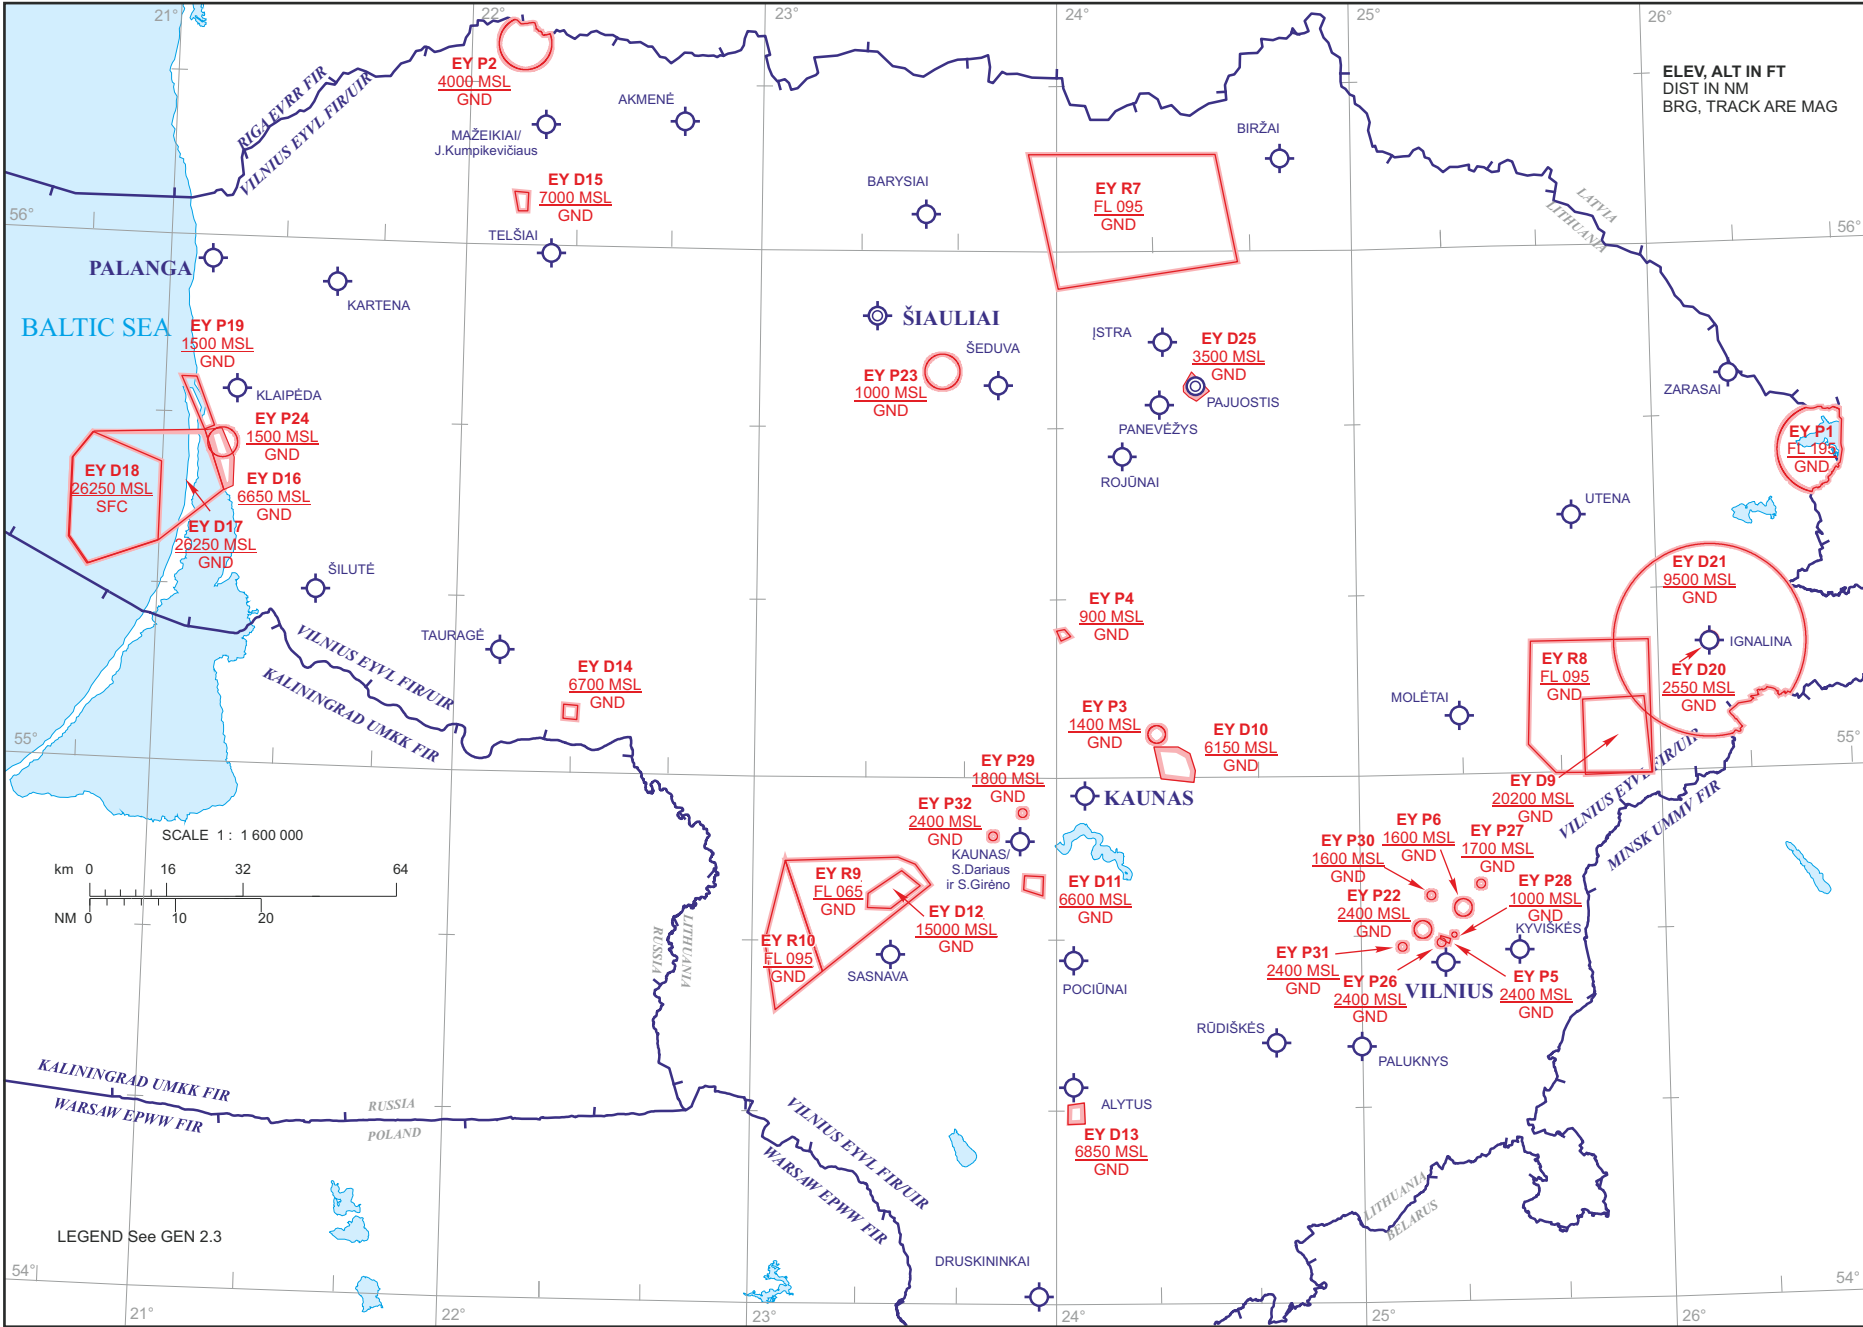 21°
22°
23°
24°
25°
26°
ELEV, ALT IN FT
DIST IN NM
BRG, TRACK ARE MAG
EY P2
4000 MSL
GND
RIGA EVRR FIR
VILNIUS EYVL FIR/UIR
MAŽEIKIAI/
J.Kumpikevičiaus
AKMENĖ
BIRŽAI
EY D15
7000 MSL
GND
BARYSIAI
EY R7
FL 095
GND
LATVIA
LITHUANIA
56°
56°
TELŠIAI
PALANGA
KARTENA
BALTIC SEA
EY P19
1500 MSL
GND
ŠIAULIAI
ŠEDUVA
EY P23
1000 MSL
GND
ĮSTRA
EY D25
3500 MSL
GND
PAJUOSTIS
PANEVĖŽYS
ROJŪNAI
ZARASAI
KLAIPĖDA
EY P24
1500 MSL
GND
EY P1
FL 195
GND
EY D18
26250 MSL
SFC
EY D16
6650 MSL
GND
EY D17
26250 MSL
GND
UTENA
ŠILUTĖ
EY D21
9500 MSL
GND
EY P4
900 MSL
GND
TAURAGĖ
VILNIUS EYVL FIR/UIR
KALININGRAD UMKK FIR
IGNALINA
EY D14
6700 MSL
GND
EY R8
FL 095
GND
EY D20
2550 MSL
GND
MOLĖTAI
EY P3
1400 MSL
GND
EY D10
6150 MSL
GND
55°
55°
EY P29
1800 MSL
GND
KAUNAS
EY D9
20200 MSL
GND
VILNIUS EYVL FIR/UIR
MINSK UMMV FIR
EY P32
2400 MSL
GND
KAUNAS/
S.Dariaus
ir S.Girėno
EY P6
1600 MSL
GND
EY P27
1700 MSL
GND
EY P30
1600 MSL
GND
SCALE 1 : 1 600 000
km 0 16 32 64
NM 0 10 20
EY R9
FL 065
GND
EY D11
6600 MSL
GND
EY P28
1000 MSL
GND
EY P22
2400 MSL
GND
EY D12
15000 MSL
GND
KYVIŠKĖS
EY R10
FL 095
GND
LITHUANIA
RUSSIA
SASNAVA
POCIŪNAI
EY P31
2400 MSL
GND
EY P26
2400 MSL
GND
VILNIUS
EY P5
2400 MSL
GND
RŪDIŠKĖS
PALUKNYS
KALININGRAD UMKK FIR
WARSAW EPWW FIR
RUSSIA
POLAND
ALYTUS
EY D13
6850 MSL
GND
VILNIUS EYVL FIR/UIR
WARSAW EPWW FIR
LITHUANIA
BELARUS
LEGEND See GEN 2.3
DRUSKININKAI
54°
54°
21°
22°
23°
24°
25°
26°